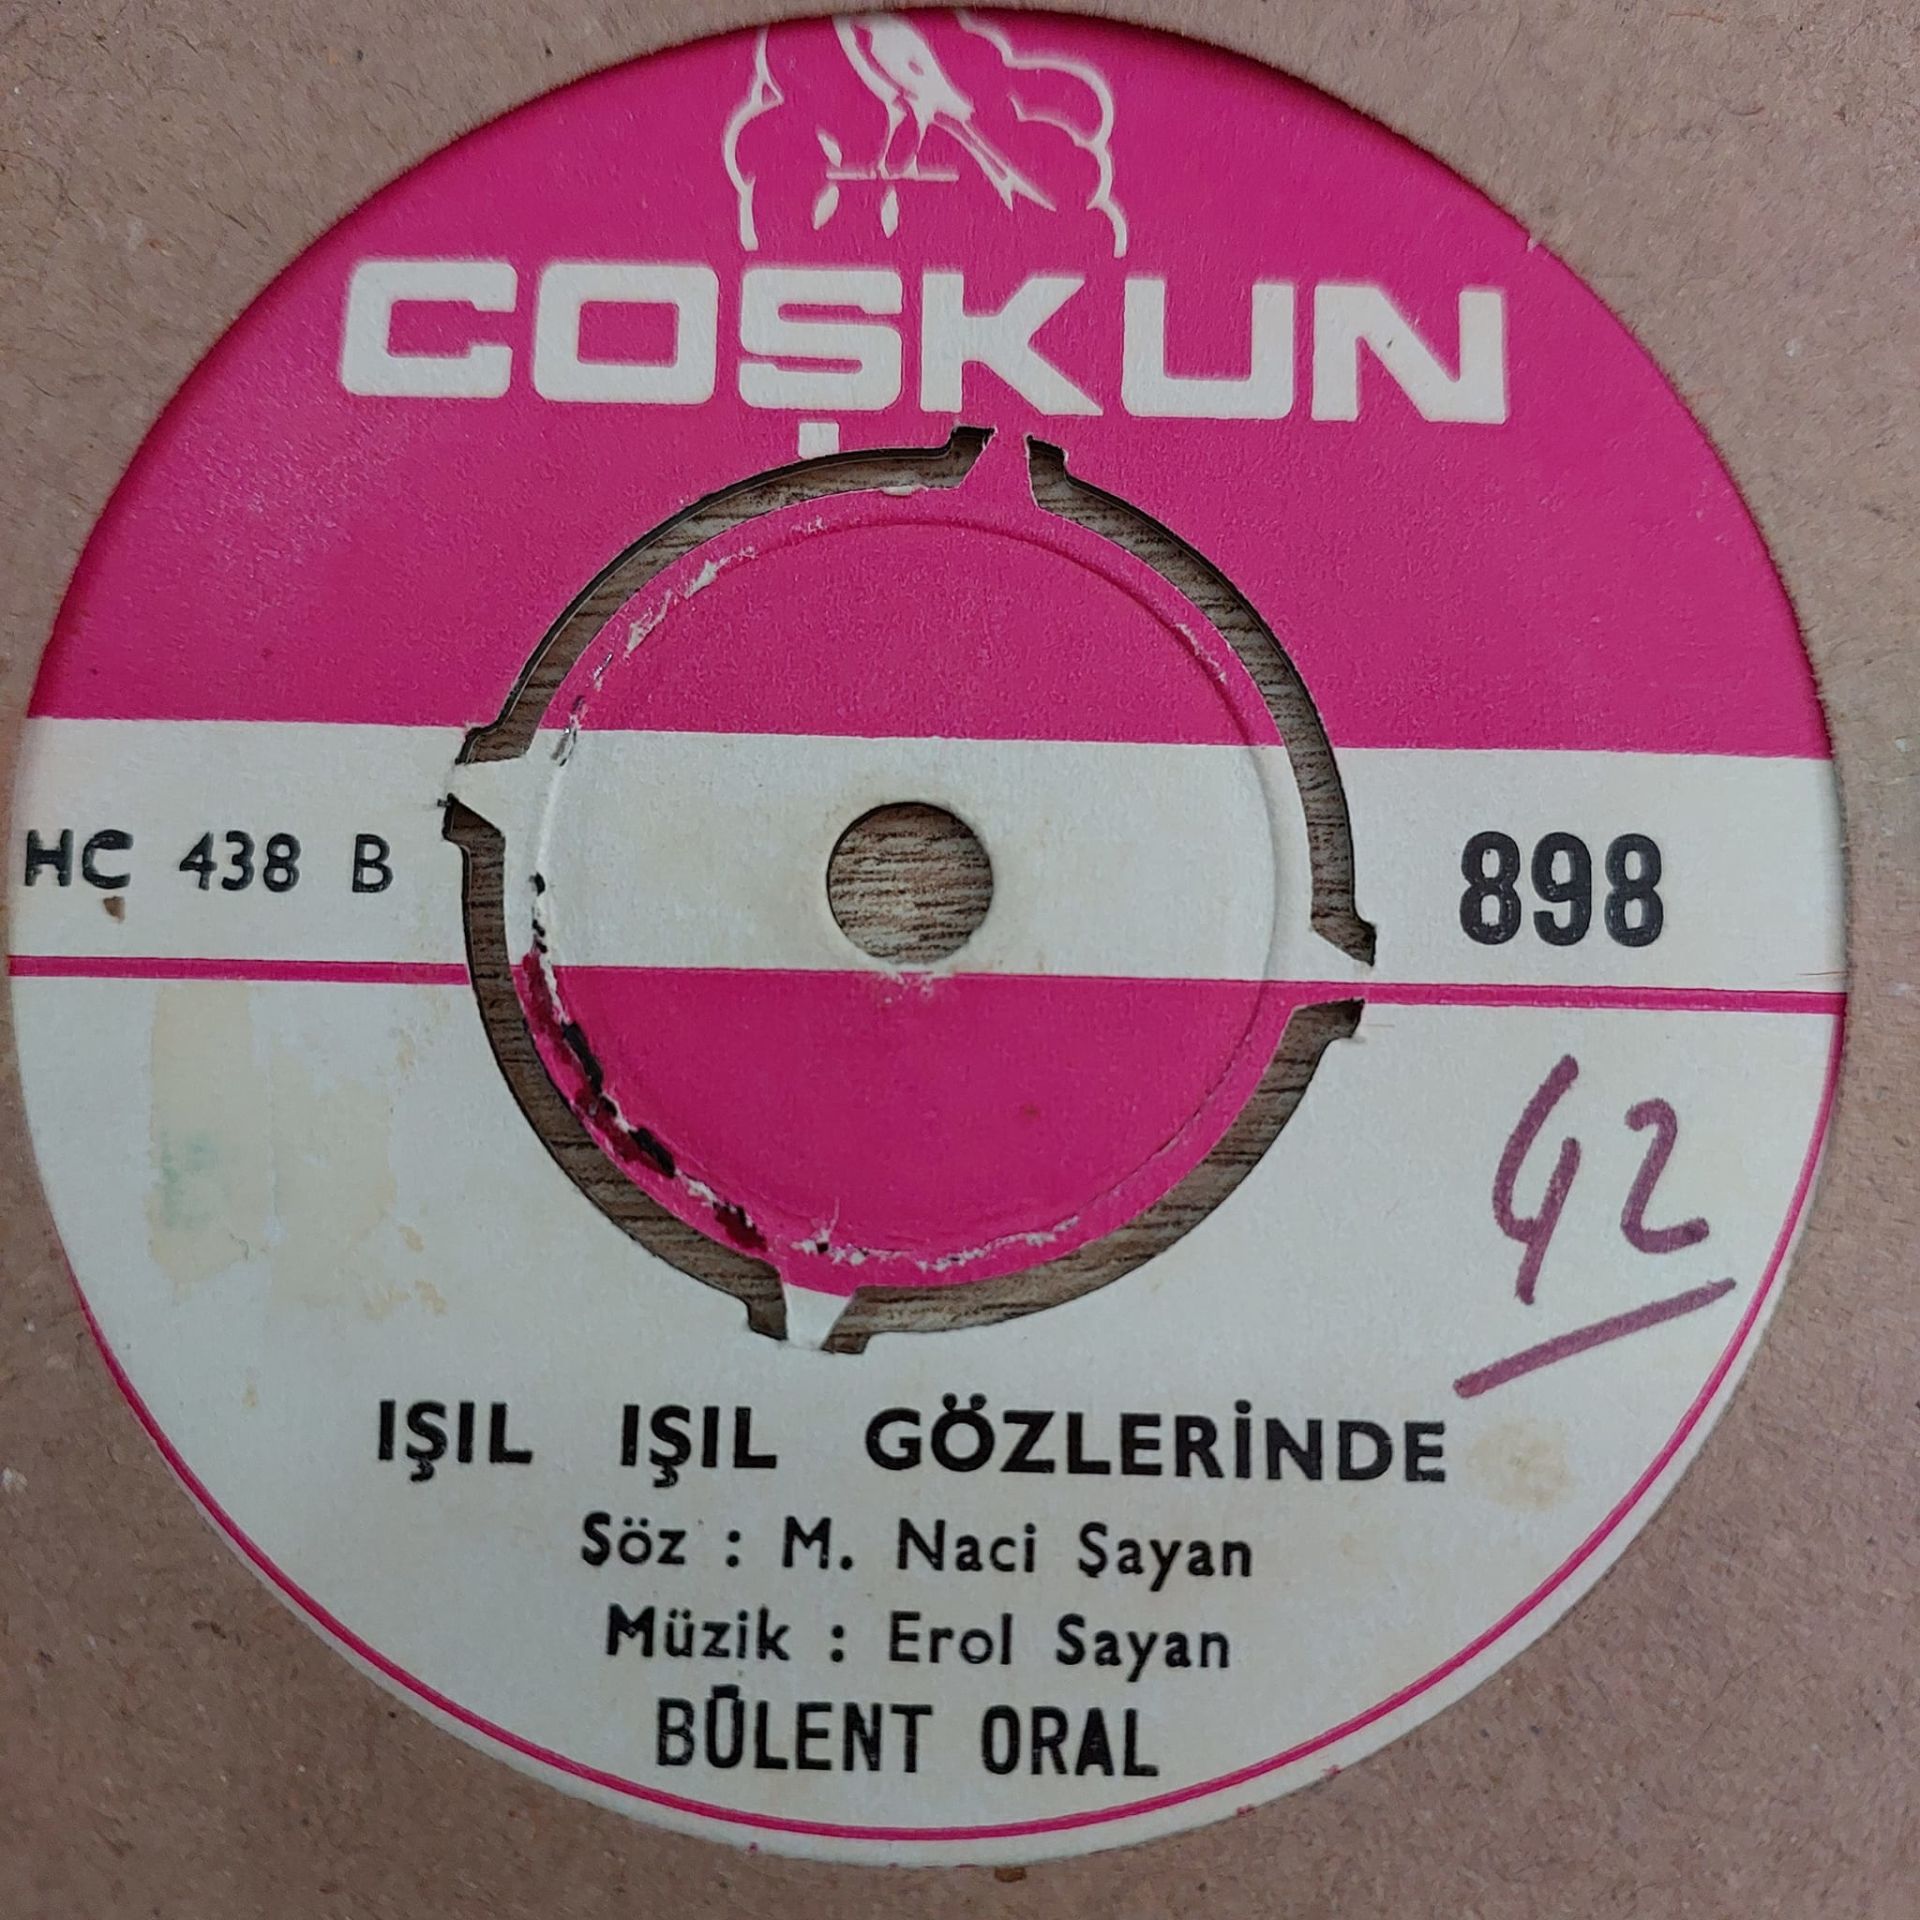 COŞKUN
HÇ 438 B
898
42
IŞIL IŞIL GÖZLERİNDE
Söz : M. Naci Şayan
Müzik : Erol Sayan
BÜLENT ORAL